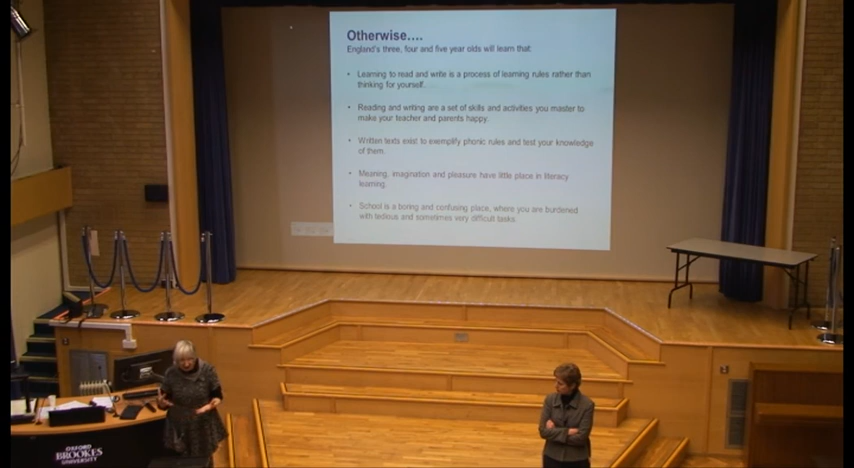 Otherwise....
England's three, four and five year olds will learn that:
• Learning to read and write is a process of learning rules rather than
thinking for yourself.
• Reading and writing are a set of skills and activities you master to
make your teacher and parents happy.
• Written texts exist to exemplify phonic rules and test your knowledge
of them.
• Meaning, imagination and pleasure have little place in literacy
learning.
• School is a boring and confusing place, where you are burdened
with tedious and sometimes very difficult tasks.
OXFORD
BROOKES
UNIVERSITY